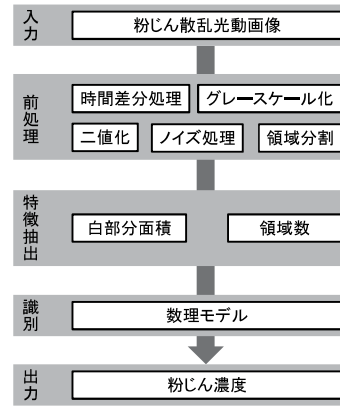 入力
粉じん散乱光動画像
前処理
時間差分処理
グレースケール化
二値化
ノイズ処理
領域分割
特徴抽出
白部分面積
領域数
識別
数理モデル
出力
粉じん濃度